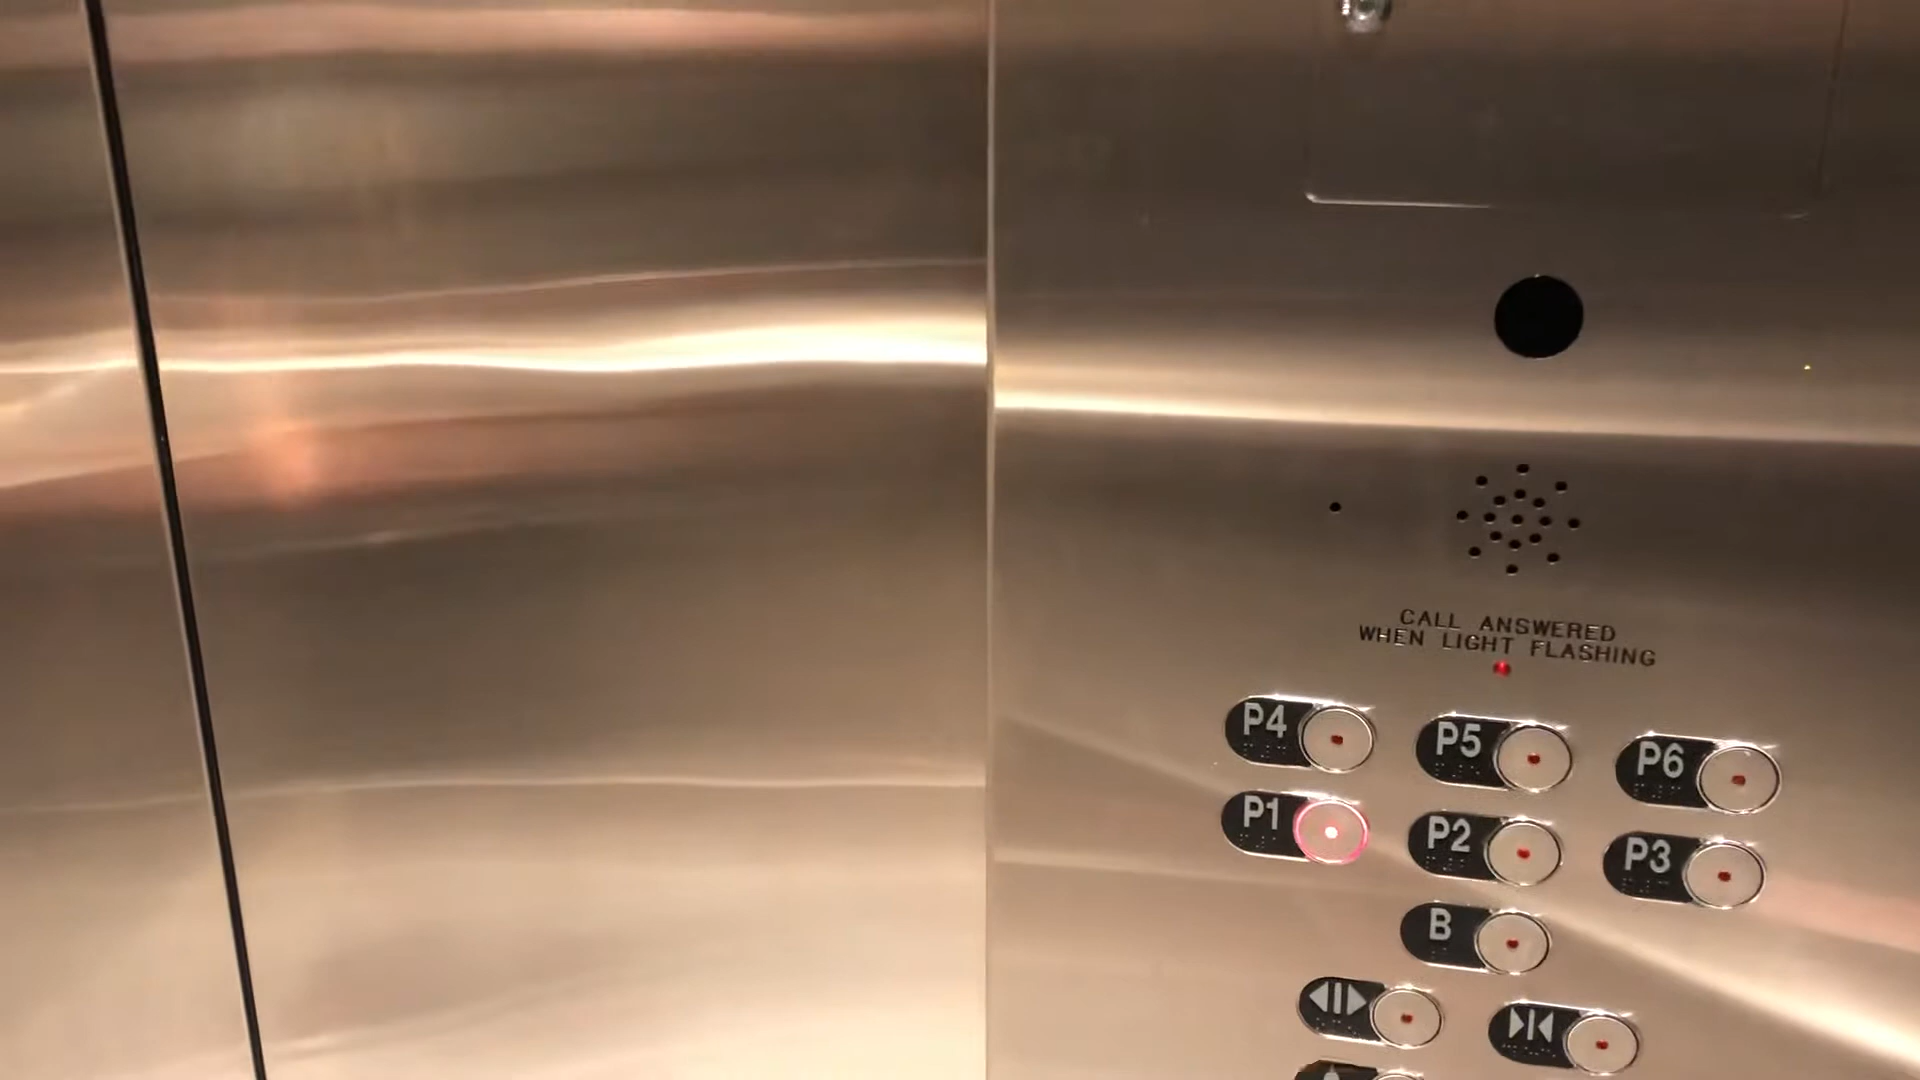 CALL ANSWERED
WHEN LIGHT FLASHING
P4 P5 P6
P1 P2 P3
B